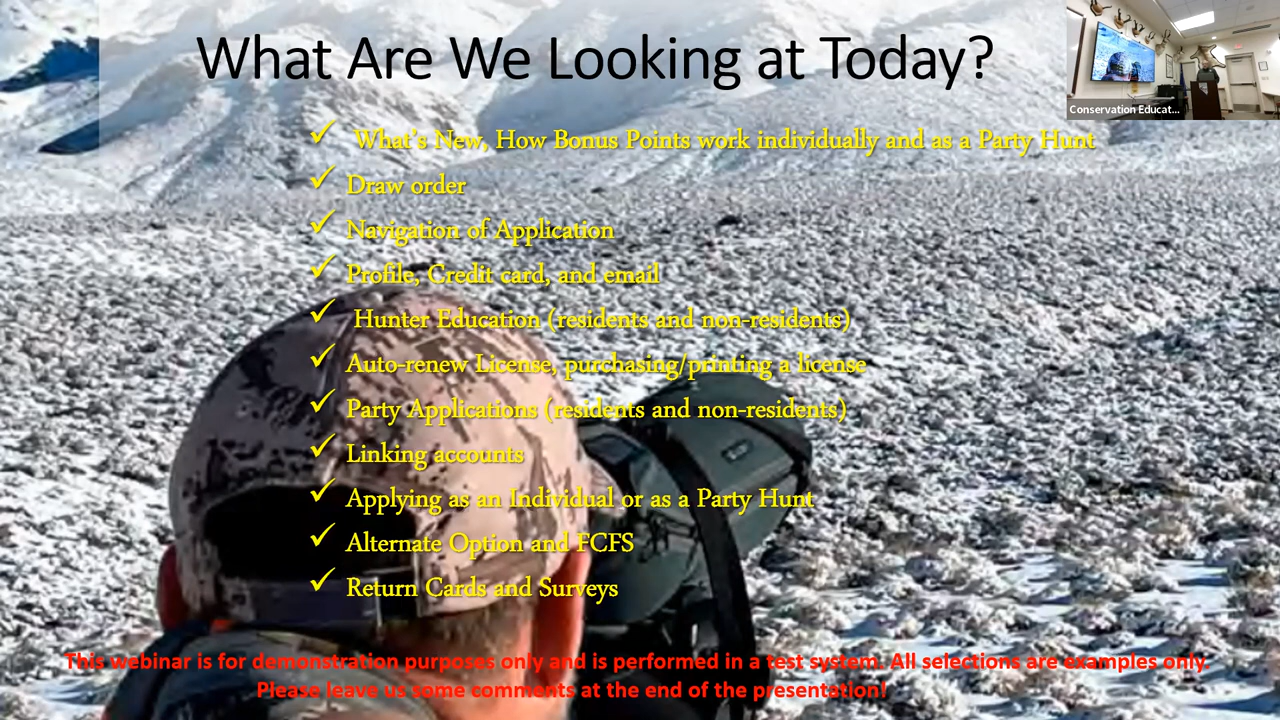 What Are We Looking at Today?
Conservation Educat...
✓ What's New, How Bonus Points work individually and as a Party Hunt
✓ Draw order
✓ Navigation of Application
✓ Profile, Credit card, and email
✓ Hunter Education (residents and non-residents)
✓ Auto-renew License, purchasing/printing a license
✓ Party Applications (residents and non-residents)
✓ Linking accounts
✓ Applying as an Individual or as a Party Hunt
✓ Alternate Option and FCFS
✓ Return Cards and Surveys
This webinar is for demonstration purposes only and is performed in a test system. All selections are examples only.
Please leave us some comments at the end of the presentation!